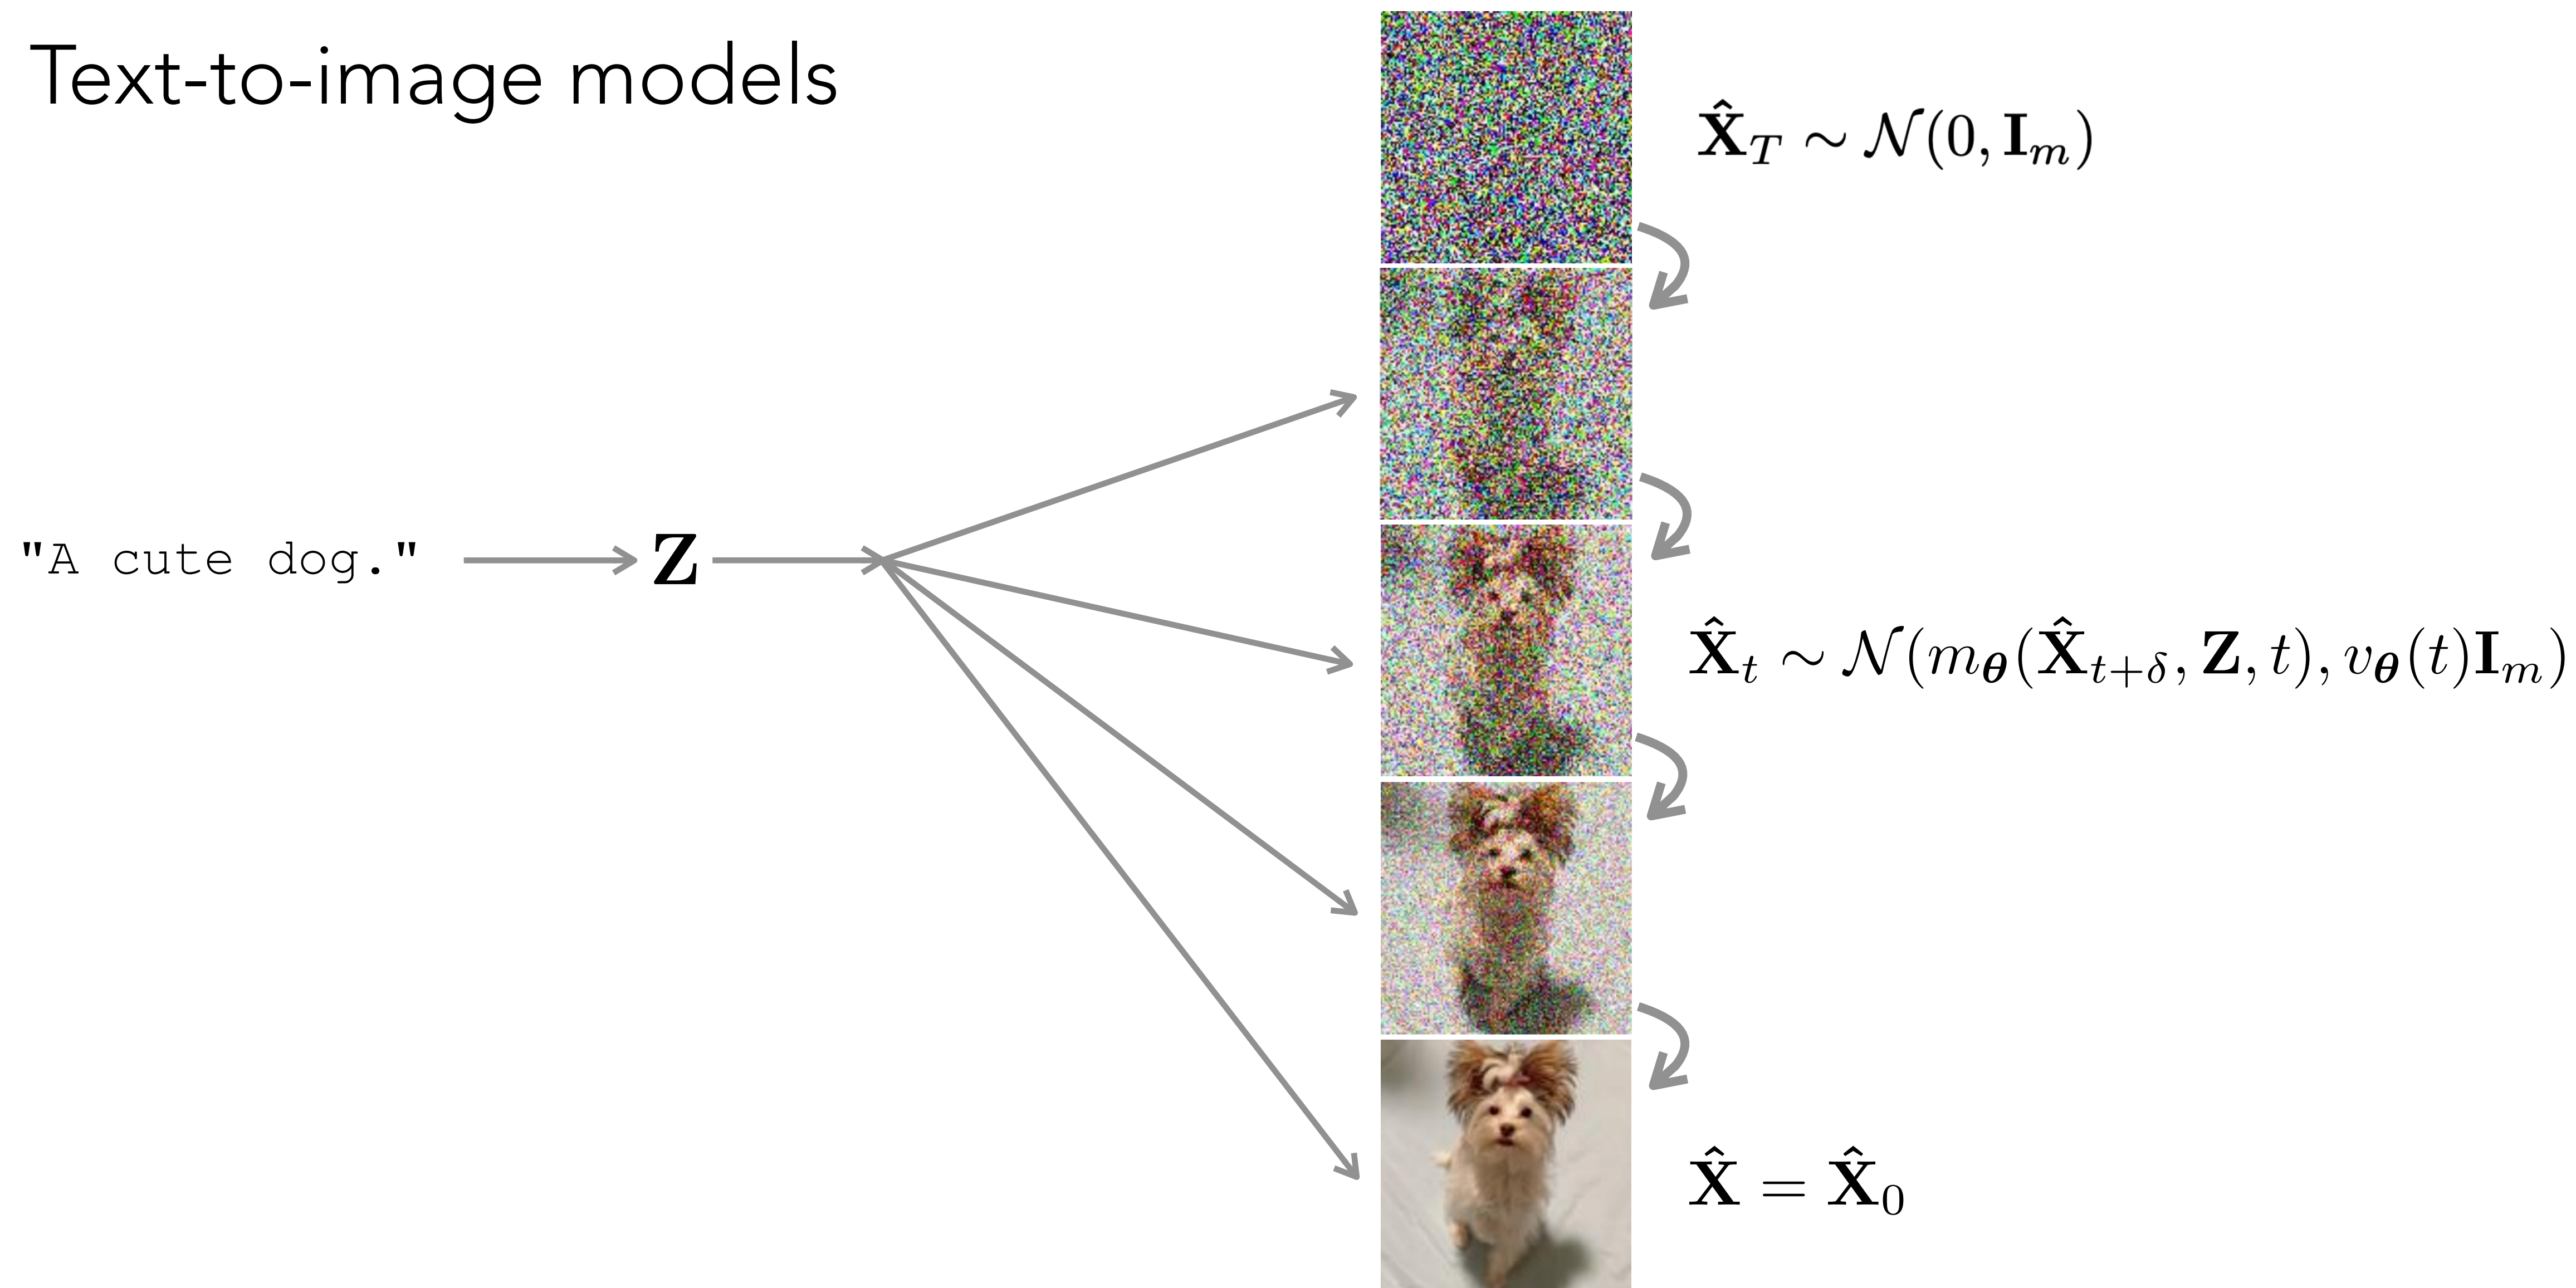 Text-to-image models
X̂_T ∼ 𝒩(0, I_m)
"A cute dog."
Z
X̂_t ∼ 𝒩(m_θ(X̂_{t+δ}, Z, t), v_θ(t)I_m)
X̂ = X̂_0